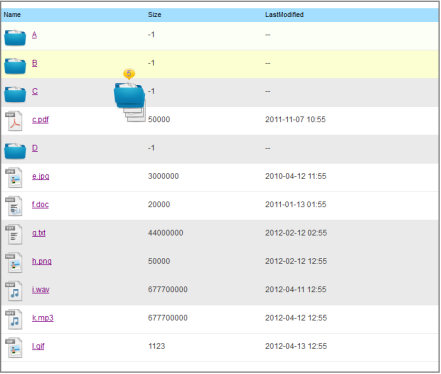 Name Size LastModified
A -1 --
B -1 --
5
C -1 --
c.pdf 50000 2011-11-07 10:55
D -1 --
e.jpg 3000000 2010-04-12 11:55
f.doc 20000 2011-01-13 01:55
g.txt 44000000 2012-02-12 02:55
h.png 50000 2012-02-12 12:55
i.wav 677700000 2012-04-11 12:55
k.mp3 677700000 2012-04-12 12:55
l.gif 1123 2012-04-13 12:55